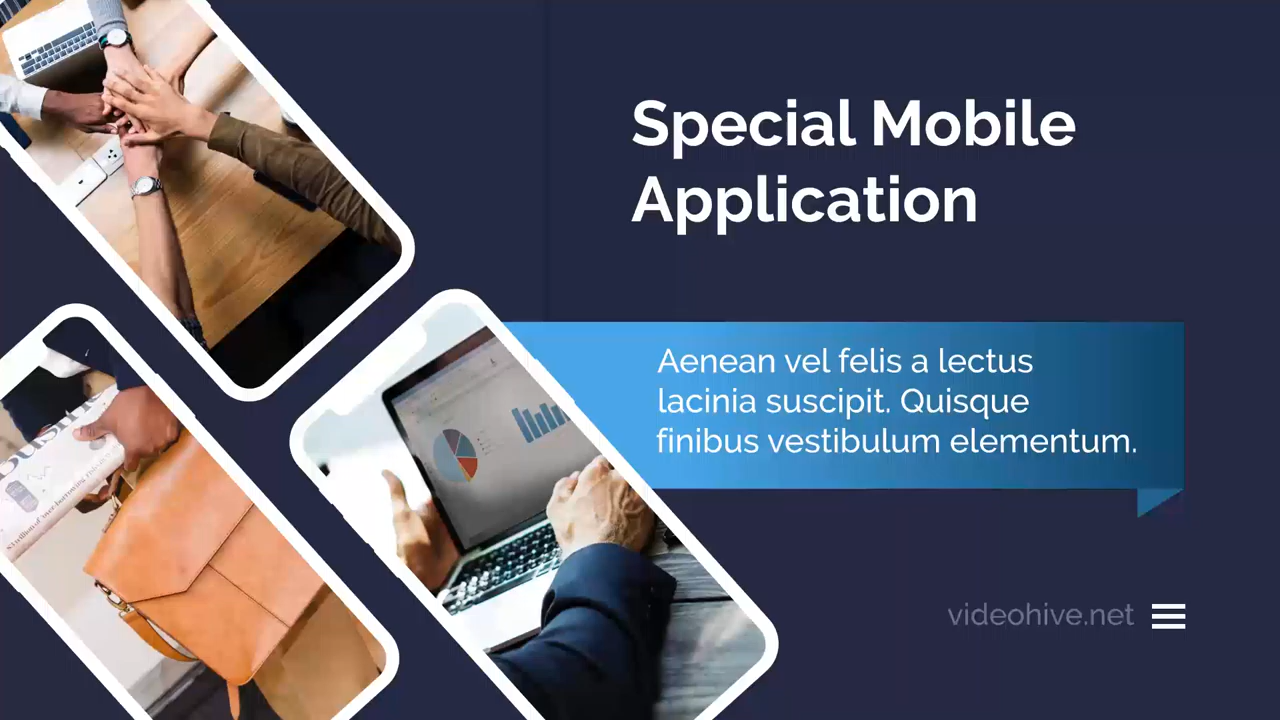 Special Mobile
Application
Aenean vel felis a lectus
lacinia suscipit. Quisque
finibus vestibulum elementum.
videohive.net